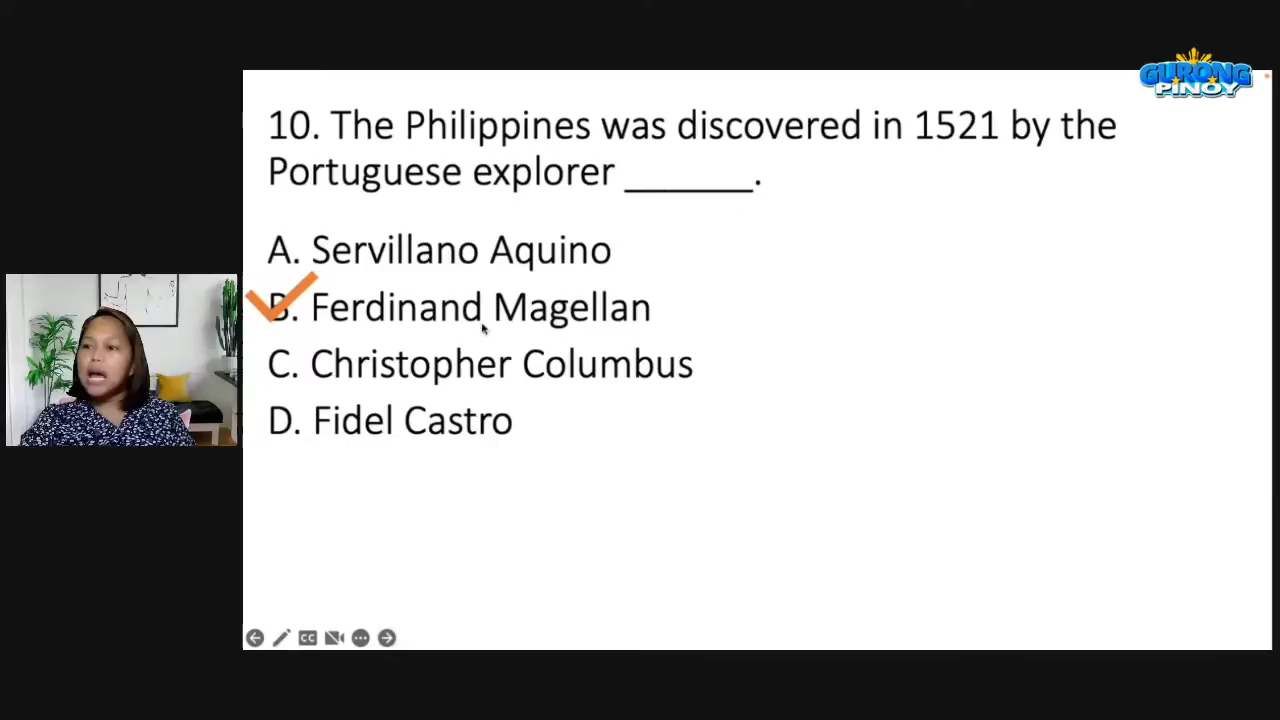 GURONG
PINOY
10. The Philippines was discovered in 1521 by the
Portuguese explorer _______.
A. Servillano Aquino
B. Ferdinand Magellan
C. Christopher Columbus
D. Fidel Castro
CC